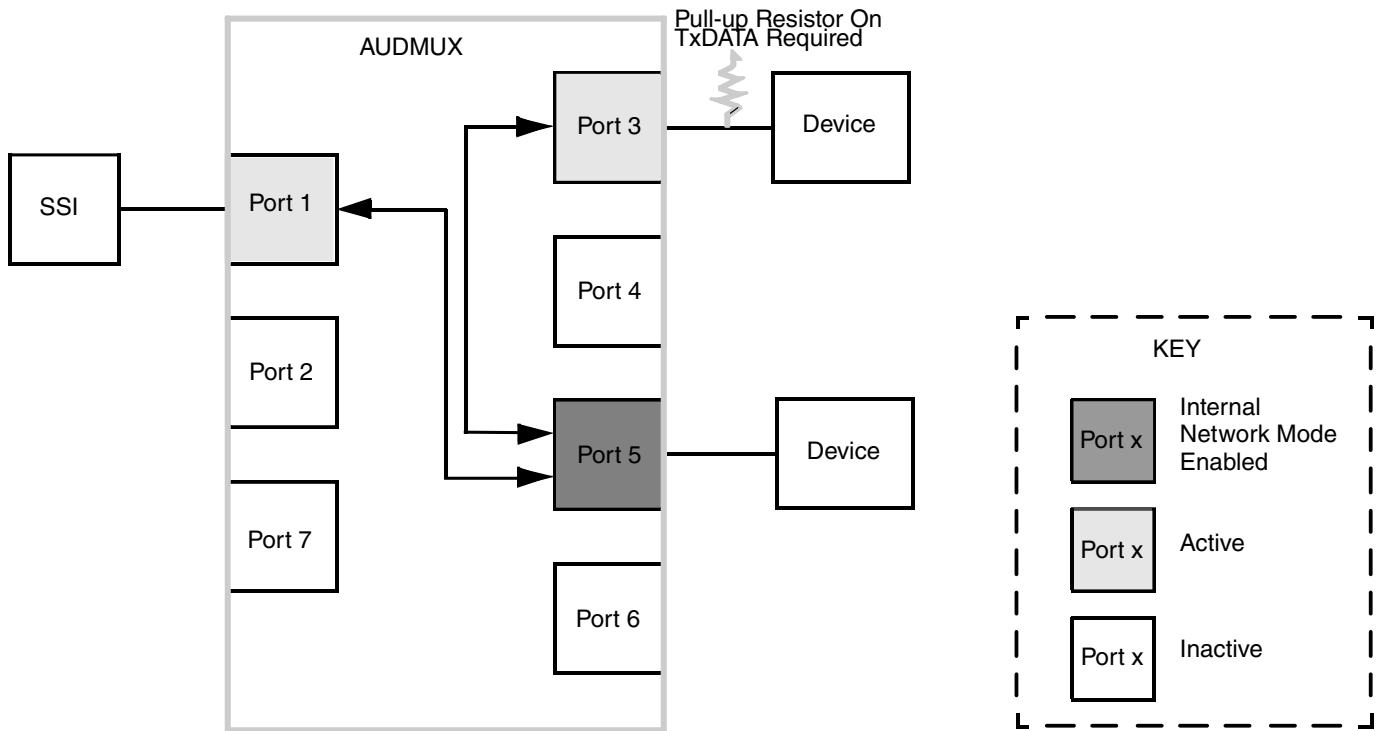 Pull-up Resistor On
TxDATA Required
AUDMUX
Port 3
Device
SSI
Port 1
Port 4
Port 2
Port 5
Device
Port 7
Port 6
KEY
Port x
Internal
Network Mode
Enabled
Port x
Active
Port x
Inactive